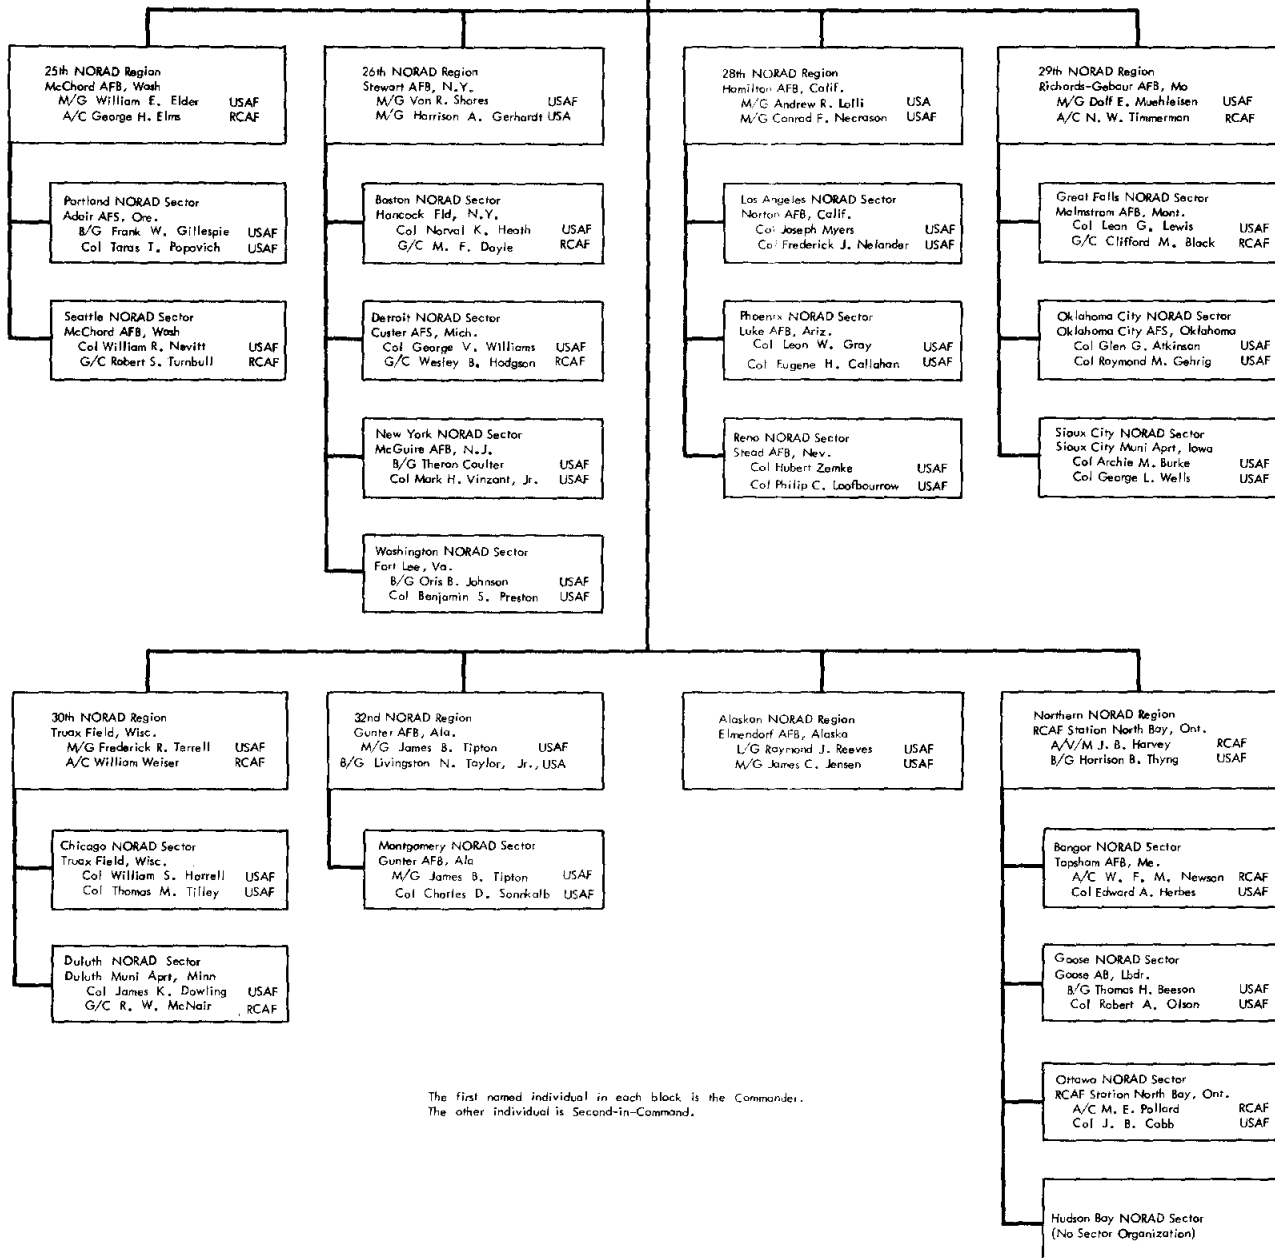 25th NORAD Region
McChord AFB, Wash
M/G William E. Elder USAF
A/C George H. Elms RCAF
Portland NORAD Sector
Adair AFS, Ore.
B/G Frank W. Gillespie USAF
Col Taras T. Popovich USAF
Seattle NORAD Sector
McChord AFB, Wash
Col William R. Nevitt USAF
G/C Robert S. Turnbull RCAF
26th NORAD Region
Stewart AFB, N.Y.
M/G Von R. Shores USAF
M/G Harrison A. Gerhardt USA
Boston NORAD Sector
Hancock Fld, N.Y.
Col Norval K. Heath USAF
G/C M. F. Doyle RCAF
Detroit NORAD Sector
Custer AFS, Mich.
Col George V. Williams USAF
G/C Wesley B. Hodgson RCAF
New York NORAD Sector
McGuire AFB, N.J.
B/G Theron Coulter USAF
Col Mark H. Vinzant, Jr. USAF
Washington NORAD Sector
Fort Lee, Va.
B/G Oris B. Johnson USAF
Col Benjamin S. Preston USAF
28th NORAD Region
Hamilton AFB, Calif.
M/G Andrew R. Lolli USA
M/G Conrad F. Necrason USAF
Los Angeles NORAD Sector
Norton AFB, Calif.
Col Joseph Myers USAF
Col Frederick J. Nelander USAF
Phoenix NORAD Sector
Luke AFB, Ariz.
Col Leon W. Gray USAF
Col Eugene H. Callahan USAF
Reno NORAD Sector
Stead AFB, Nev.
Col Hubert Zemke USAF
Col Philip C. Loofbourrow USAF
29th NORAD Region
Richards-Gebaur AFB, Mo
M/G Dolf E. Muehleisen USAF
A/C N. W. Timmerman RCAF
Great Falls NORAD Sector
Malmstrom AFB, Mont.
Col Leon G. Lewis USAF
G/C Clifford M. Black RCAF
Oklahoma City NORAD Sector
Oklahoma City AFS, Oklahoma
Col Glen G. Atkinson USAF
Col Raymond M. Gehrig USAF
Sioux City NORAD Sector
Sioux City Muni Aprt, Iowa
Col Archie M. Burke USAF
Col George L. Wells USAF
30th NORAD Region
Truax Field, Wisc.
M/G Frederick R. Terrell USAF
A/C William Weiser RCAF
Chicago NORAD Sector
Truax Field, Wisc.
Col William S. Harrell USAF
Col Thomas M. Tilley USAF
Duluth NORAD Sector
Duluth Muni Aprt, Minn
Col James K. Dowling USAF
G/C R. W. McNair RCAF
32nd NORAD Region
Gunter AFB, Ala.
M/G James B. Tipton USAF
B/G Livingston N. Taylor, Jr., USA
Montgomery NORAD Sector
Gunter AFB, Ala
M/G James B. Tipton USAF
Col Charles D. Sonnkalb USAF
Alaskan NORAD Region
Elmendorf AFB, Alaska
L/G Raymond J. Reeves USAF
M/G James C. Jensen USAF
Northern NORAD Region
RCAF Station North Bay, Ont.
A/V/M J. B. Harvey RCAF
B/G Harrison B. Thyng USAF
Bangor NORAD Sector
Topsham AFB, Me.
A/C W. F. M. Newson RCAF
Col Edward A. Herbes USAF
Goose NORAD Sector
Goose AB, Lbdr.
B/G Thomas H. Beeson USAF
Col Robert A. Olson USAF
Ottawa NORAD Sector
RCAF Station North Bay, Ont.
A/C M. E. Pollard RCAF
Col J. B. Cobb USAF
Hudson Bay NORAD Sector
(No Sector Organization)
The first named individual in each block is the Commander.
The other individual is Second-in-Command.